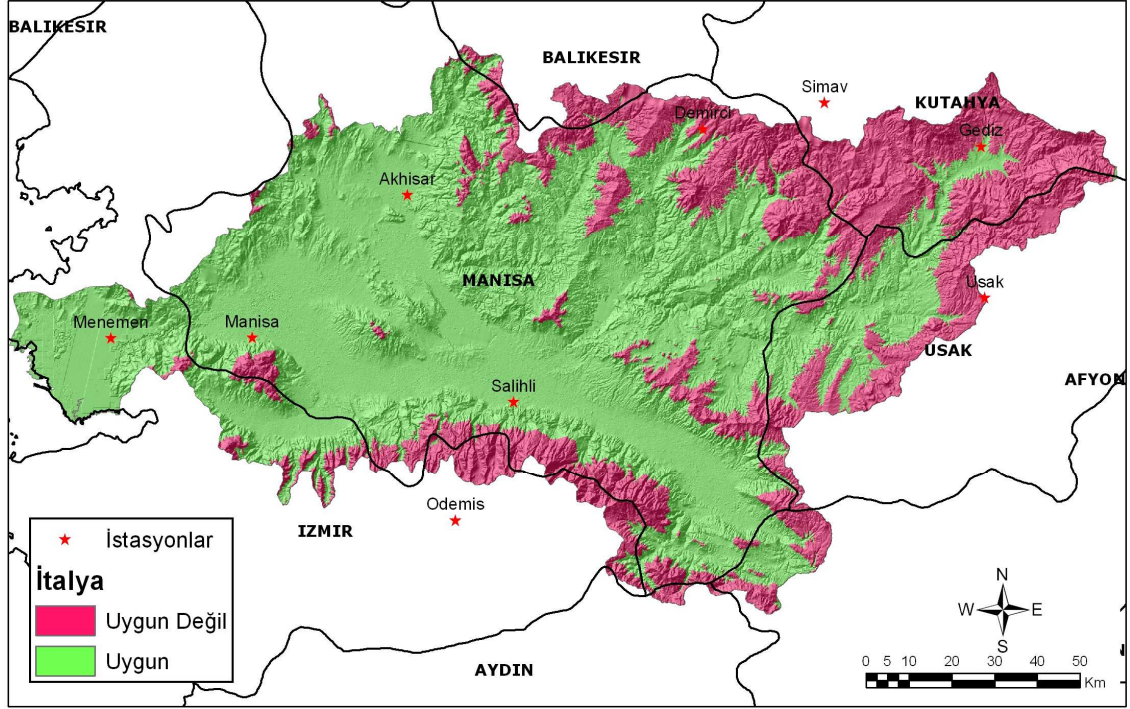 BALIKESIR
BALIKESIR
Simav
KUTAHYA
Demirci
Gediz
Akhisar
MANISA
Usak
Menemen
Manisa
USAK
AFYON
Salihli
Odemis
IZMIR
İstasyonlar
İtalya
Uygun Değil
Uygun
AYDIN
N
W E
S
0 5 10 20 30 40 50
Km